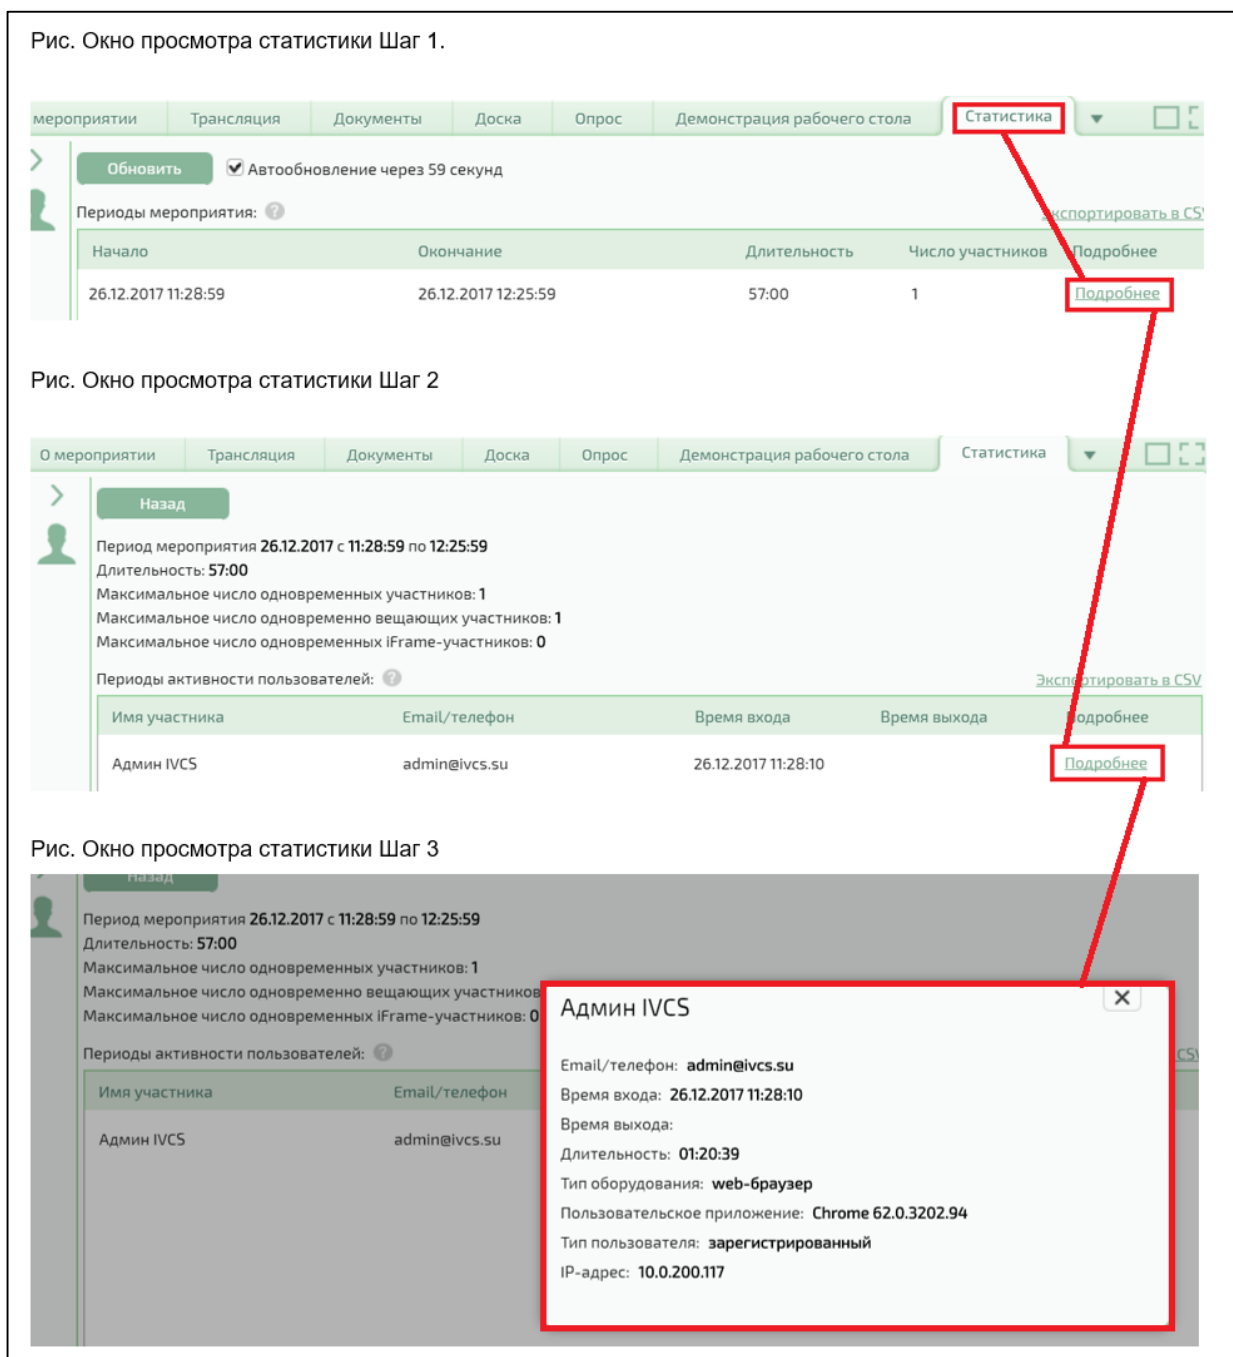 Рис. Окно просмотра статистики Шаг 1.
мероприятии Трансляция Документы Доска Опрос Демонстрация рабочего стола Статистика
Обновить Автообновление через 59 секунд
Периоды мероприятия: ?
кспортировать в CS
Начало Окончание Длительность Число участников Подробнее
26.12.2017 11:28:59 26.12.2017 12:25:59 57:00 1 Подробнее
Рис. Окно просмотра статистики Шаг 2
О мероприятии Трансляция Документы Доска Опрос Демонстрация рабочего стола Статистика
Назад
Период мероприятия 26.12.2017 с 11:28:59 по 12:25:59
Длительность: 57:00
Максимальное число одновременных участников: 1
Максимальное число одновременно вещающих участников: 1
Максимальное число одновременных iFrame-участников: 0
Периоды активности пользователей: ?
Экспортировать в CSV
Имя участника Email/телефон Время входа Время выхода Подробнее
Админ IVCS admin@ivcs.su 26.12.2017 11:28:10 Подробнее
Рис. Окно просмотра статистики Шаг 3
Назад
Период мероприятия 26.12.2017 с 11:28:59 по 12:25:59
Длительность: 57:00
Максимальное число одновременных участников: 1
Максимальное число одновременно вещающих участников
Максимальное число одновременных iFrame-участников: 0
Периоды активности пользователей: ?
CS
Имя участника Email/телефон
Админ IVCS admin@ivcs.su
Админ IVCS
Email/телефон: admin@ivcs.su
Время входа: 26.12.2017 11:28:10
Время выхода:
Длительность: 01:20:39
Тип оборудования: web-браузер
Пользовательское приложение: Chrome 62.0.3202.94
Тип пользователя: зарегистрированный
IP-адрес: 10.0.200.117